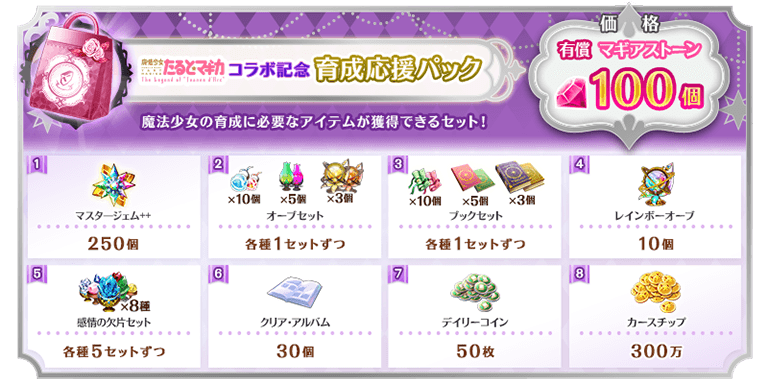 価格
魔法少女
たると☆マギカ
The Legend of "Jeanne d'Arc"
コラボ記念 育成応援パック
有償 マギアストーン
100個
魔法少女の育成に必要なアイテムが獲得できるセット!
1
マスタージェム++
250個
2
×10個 ×5個 ×3個
オーブセット
各種1セットずつ
3
×10個 ×5個 ×3個
ブックセット
各種1セットずつ
4
レインボーオーブ
10個
5
×8種
感情の欠片セット
各種5セットずつ
6
クリア・アルバム
30個
7
デイリーコイン
50枚
8
カースチップ
300万